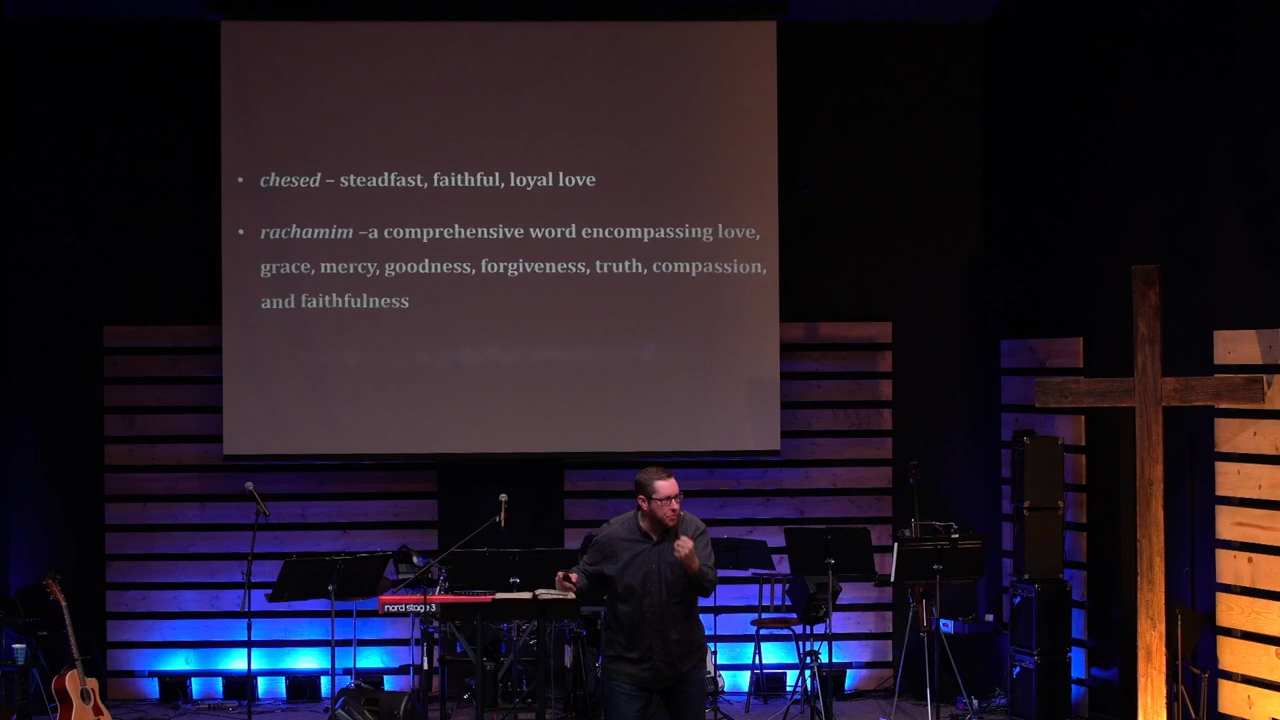 • chesed – steadfast, faithful, loyal love
• rachamim –a comprehensive word encompassing love,
grace, mercy, goodness, forgiveness, truth, compassion,
and faithfulness
nord stage 3